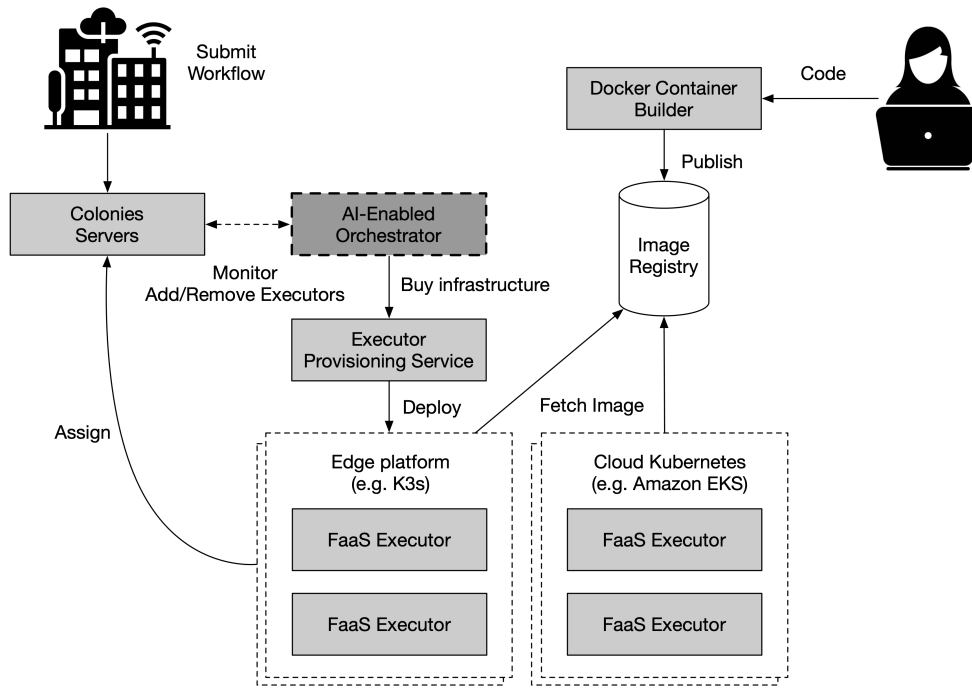 Submit
Workflow
Code
Docker Container
Builder
Publish
Colonies
Servers
AI-Enabled
Orchestrator
Image
Registry
Monitor
Add/Remove Executors
Buy infrastructure
Executor
Provisioning Service
Deploy
Fetch Image
Assign
Edge platform
(e.g. K3s)
FaaS Executor
FaaS Executor
Cloud Kubernetes
(e.g. Amazon EKS)
FaaS Executor
FaaS Executor